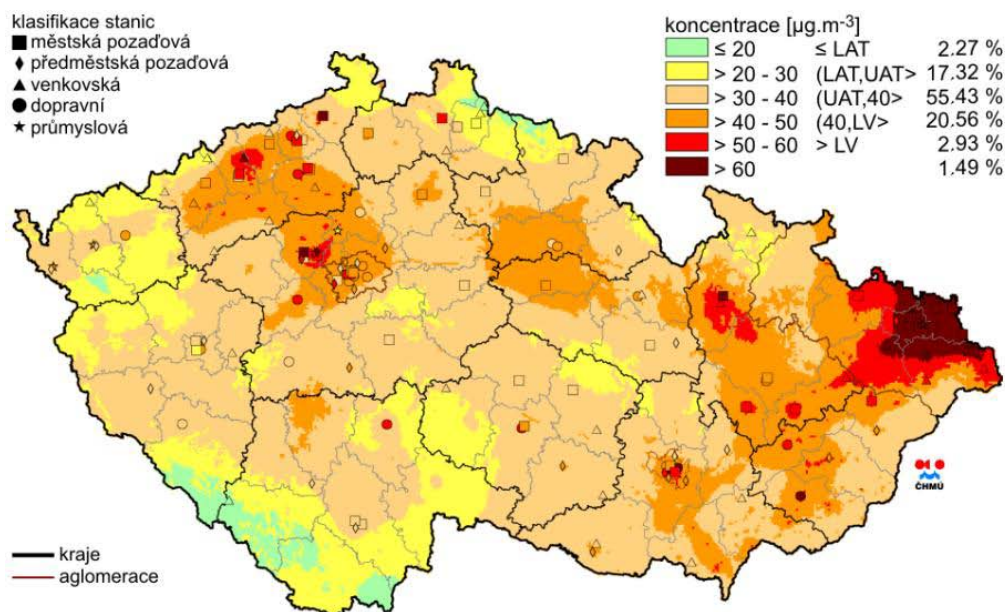 klasifikace stanic
městská pozaďová
předměstská pozaďová
venkovská
dopravní
průmyslová
koncentrace [µg.m-3]
≤ 20 ≤ LAT 2.27 %
> 20 - 30 (LAT,UAT> 17.32 %
> 30 - 40 (UAT,40> 55.43 %
> 40 - 50 (40,LV> 20.56 %
> 50 - 60 > LV 2.93 %
> 60 1.49 %
ČHMÚ
kraje
aglomerace